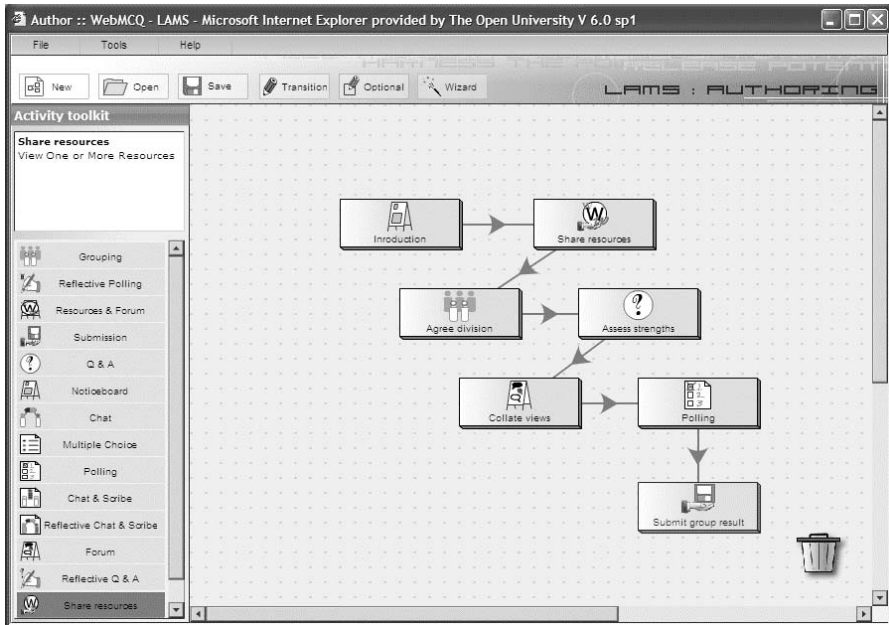 Author :: WebMCQ - LAMS - Microsoft Internet Explorer provided by The Open University V 6.0 sp1
File Tools Help
New Open Save Transition Optional Wizard
LAMS : AUTHORING
Activity toolkit
Share resources
View One or More Resources
Grouping
Reflective Polling
Resources & Forum
Submission
Q & A
Noticeboard
Chat
Multiple Choice
Polling
Chat & Scribe
Reflective Chat & Scribe
Forum
Reflective Q & A
Share resources
Inroduction
Share resources
Agree division
Assess strengths
Collate views
Polling
Submit group result